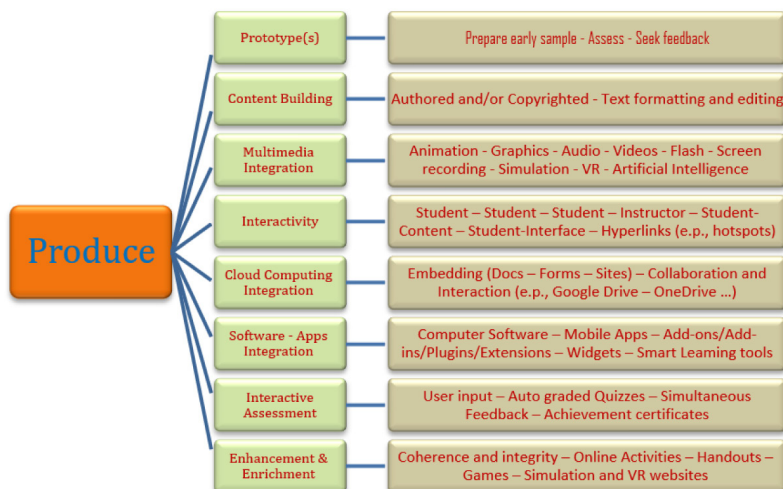 Produce
Prototype(s)
Prepare early sample - Assess - Seek feedback
Content Building
Authored and/or Copyrighted - Text formatting and editing
Multimedia
Integration
Animation - Graphics - Audio - Videos - Flash - Screen
recording - Simulation - VR - Artificial Intelligence
Interactivity
Student – Student – Student – Instructor – Student-
Content – Student-Interface – Hyperlinks (e.p., hotspots)
Cloud Computing
Integration
Embedding (Docs – Forms – Sites) – Collaboration and
Interaction (e.p., Google Drive – OneDrive ...)
Software - Apps
Integration
Computer Software – Mobile Apps – Add-ons/Add-
ins/Plugins/Extensions – Widgets – Smart Learning tools
Interactive
Assessment
User input – Auto graded Quizzes – Simultaneous
Feedback – Achievement certificates
Enhancement &
Enrichment
Coherence and integrity – Online Activities – Handouts –
Games – Simulation and VR websites